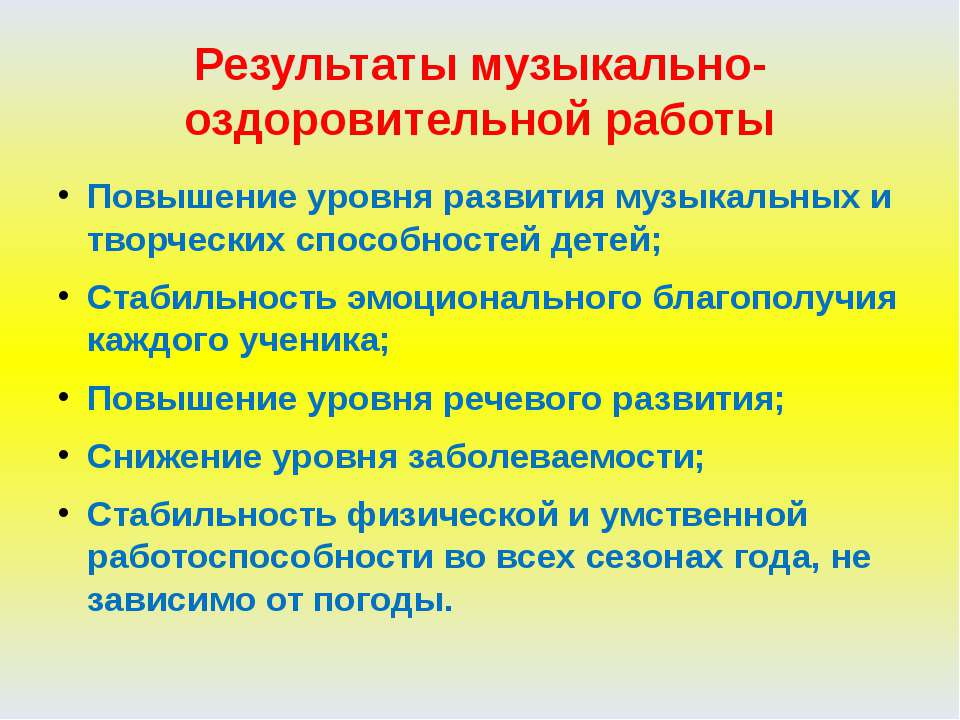 Результаты музыкально-
оздоровительной работы
• Повышение уровня развития музыкальных и
творческих способностей детей;
• Стабильность эмоционального благополучия
каждого ученика;
• Повышение уровня речевого развития;
• Снижение уровня заболеваемости;
• Стабильность физической и умственной
работоспособности во всех сезонах года, не
зависимо от погоды.